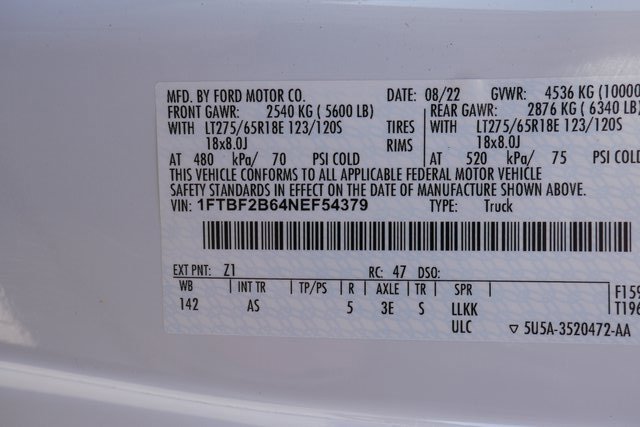 MFD. BY FORD MOTOR CO. DATE: 08/22 GVWR: 4536 KG (10000
FRONT GAWR: 2540 KG ( 5600 LB) REAR GAWR: 2876 KG ( 6340 LB)
WITH LT275/65R18E 123/120S TIRES WITH LT275/65R18E 123/120S
18x8.0J RIMS 18x8.0J
AT 480 kPa/ 70 PSI COLD AT 520 kPa/ 75 PSI COL
THIS VEHICLE CONFORMS TO ALL APPLICABLE FEDERAL MOTOR VEHICLE
SAFETY STANDARDS IN EFFECT ON THE DATE OF MANUFACTURE SHOWN ABOVE.
VIN: 1FTBF2B64NEF54379 TYPE: Truck
EXT PNT: Z1 RC: 47 DSO:
WB INT TR TP/PS R AXLE TR SPR F159
142 AS 5 3E S LLKK T196
ULC ▽ 5U5A-3520472-AA